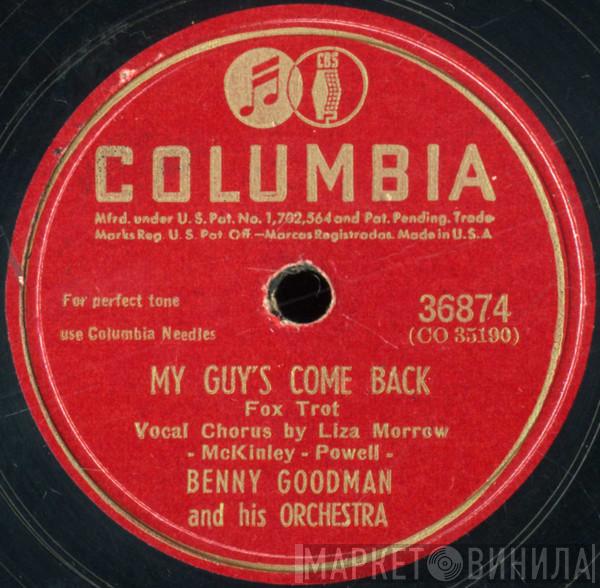 CBS
COLUMBIA
Mfrd. under U.S. Pat. No. 1,702,564 and Pat. Pending. Trade
Marks Reg. U.S. Pat. Off.—Marcas Registradas. Made in U.S.A
For perfect tone
use Columbia Needles
36874
(CO 35190)
MY GUY'S COME BACK
Fox Trot
Vocal Chorus by Liza Morrow
- McKinley - Powell -
BENNY GOODMAN
and his ORCHESTRA
МАРКЕТ ВИНИЛА